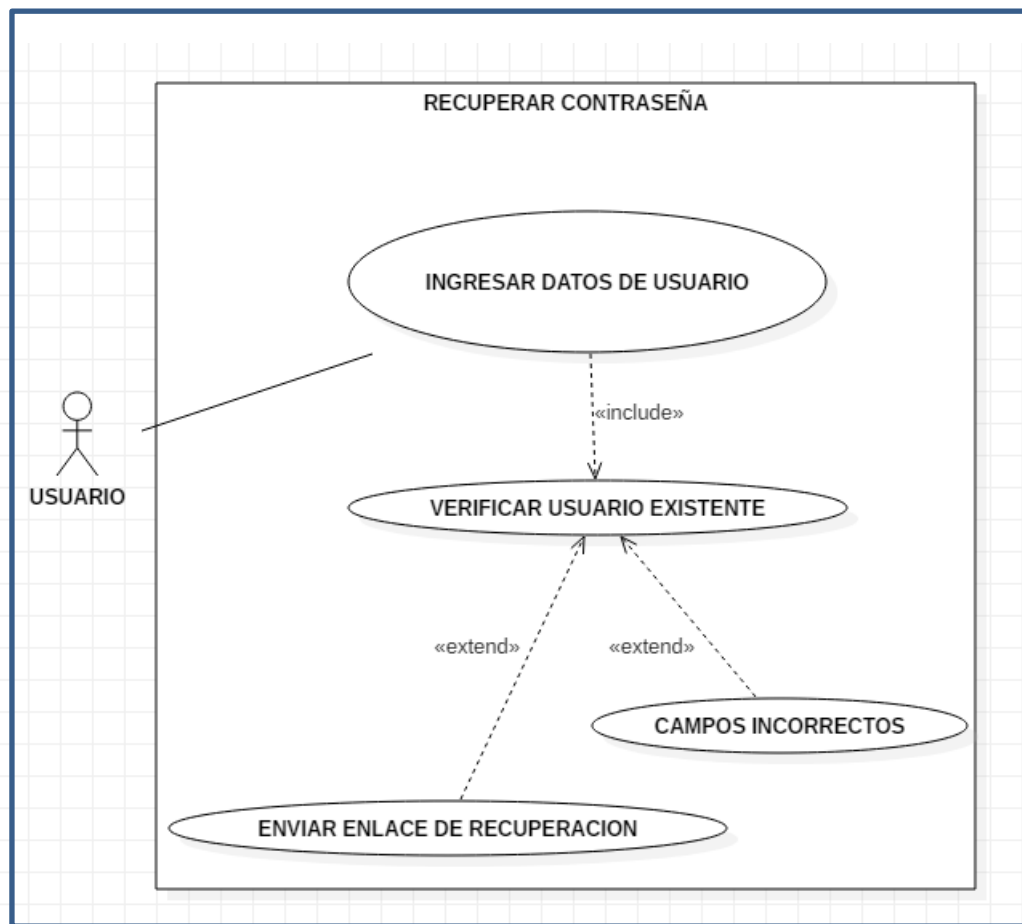 RECUPERAR CONTRASEÑA
INGRESAR DATOS DE USUARIO
«include»
USUARIO
VERIFICAR USUARIO EXISTENTE
«extend»
«extend»
CAMPOS INCORRECTOS
ENVIAR ENLACE DE RECUPERACION